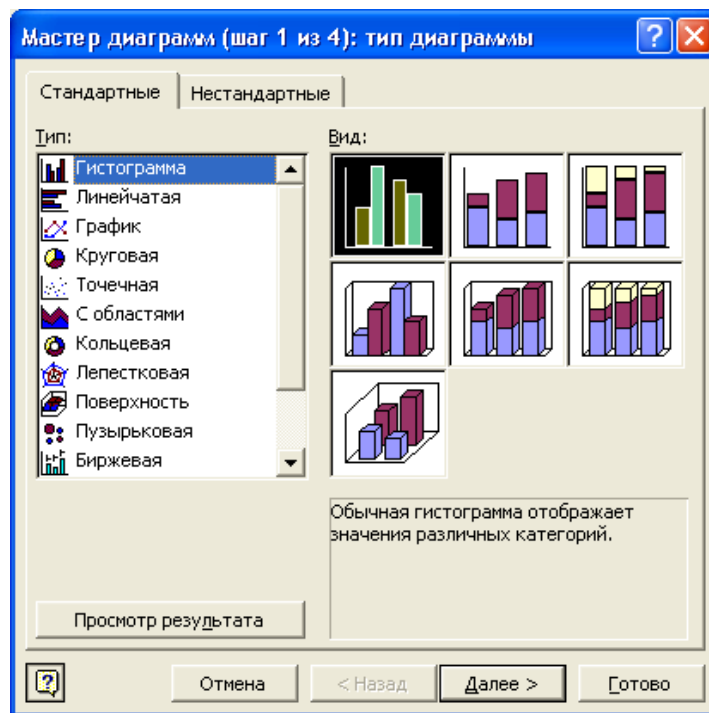 Мастер диаграмм (шаг 1 из 4): тип диаграммы
Стандартные
Нестандартные
Тип:
Гистограмма
Линейчатая
График
Круговая
Точечная
С областями
Кольцевая
Лепестковая
Поверхность
Пузырьковая
Биржевая
Вид:
Обычная гистограмма отображает
значения различных категорий.
Просмотр результата
Отмена
< Назад
Далее >
Готово